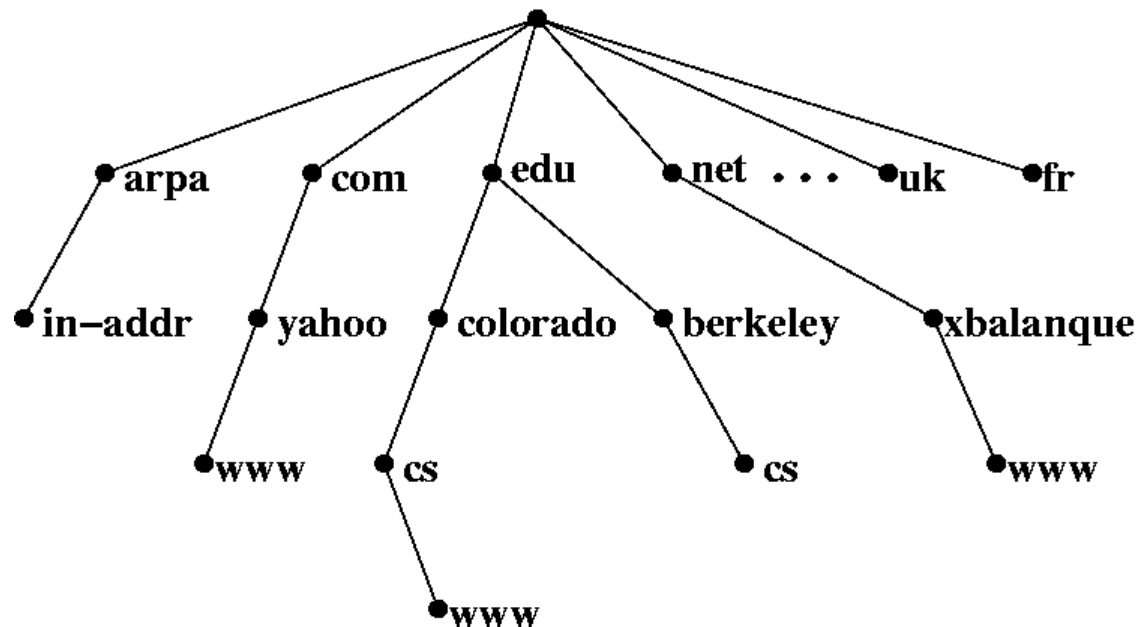 arpa com edu net . . . uk fr
in-addr yahoo colorado berkeley xbalanque
www cs cs www
www